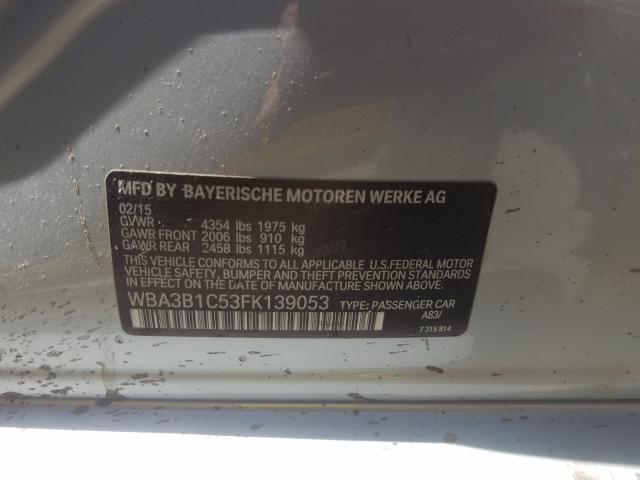 MFD BY BAYERISCHE MOTOREN WERKE AG
02/15
GVWR 4354 lbs 1975 kg
GAWR FRONT 2006 lbs 910 kg
GAWR REAR 2458 lbs 1115 kg
THIS VEHICLE CONFORMS TO ALL APPLICABLE U.S.FEDERAL MOTOR
VEHICLE SAFETY, BUMPER, AND THEFT PREVENTION STANDARDS
IN EFFECT ON THE DATE OF MANUFACTURE SHOWN ABOVE.
WBA3B1C53FK139053 TYPE: PASSENGER CAR
A83/
7 315 814